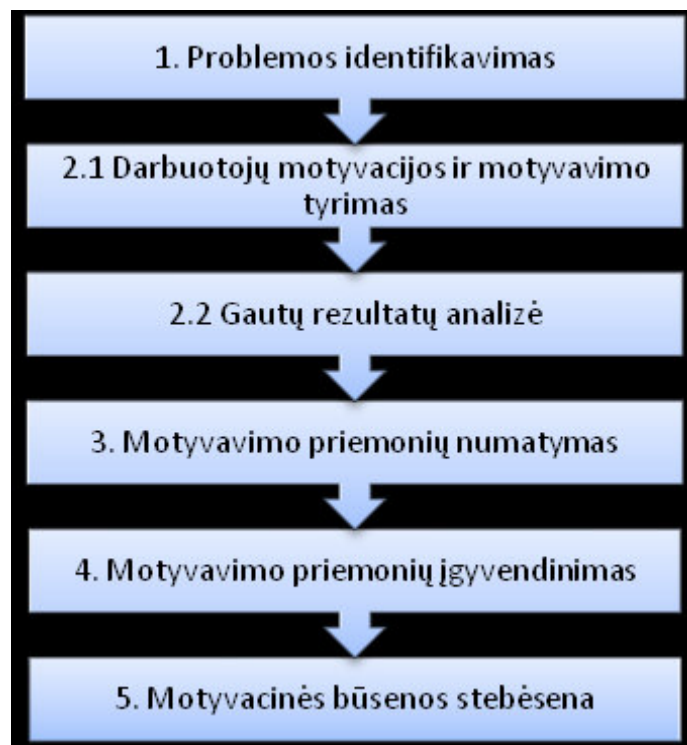 1. Problemos identifikavimas
2.1 Darbuotojų motyvacijos ir motyvavimo
tyrimas
2.2 Gautų rezultatų analizė
3. Motyvavimo priemonių numatymas
4. Motyvavimo priemonių įgyvendinimas
5. Motyvacinės būsenos stebėsena